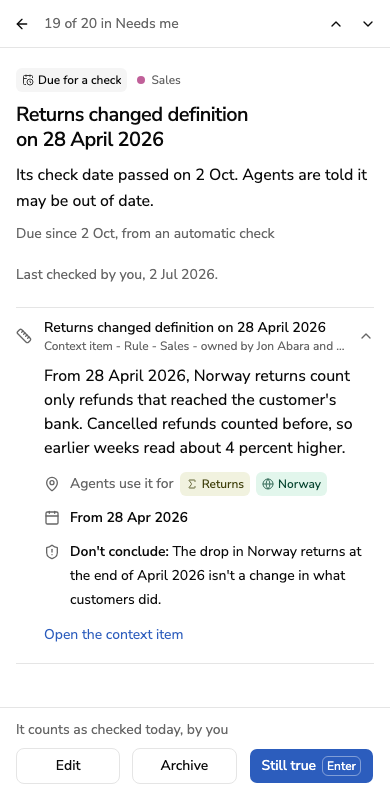 19 of 20 in Needs me
Due for a check
Sales
Returns changed definition
on 28 April 2026
Its check date passed on 2 Oct. Agents are told it
may be out of date.
Due since 2 Oct, from an automatic check
Last checked by you, 2 Jul 2026.
Returns changed definition on 28 April 2026
Context item - Rule - Sales - owned by Jon Abara and ...
From 28 April 2026, Norway returns count
only refunds that reached the customer's
bank. Cancelled refunds counted before, so
earlier weeks read about 4 percent higher.
Agents use it for Returns Norway
From 28 Apr 2026
Don't conclude: The drop in Norway returns at
the end of April 2026 isn't a change in what
customers did.
Open the context item
It counts as checked today, by you
Edit
Archive
Still true Enter